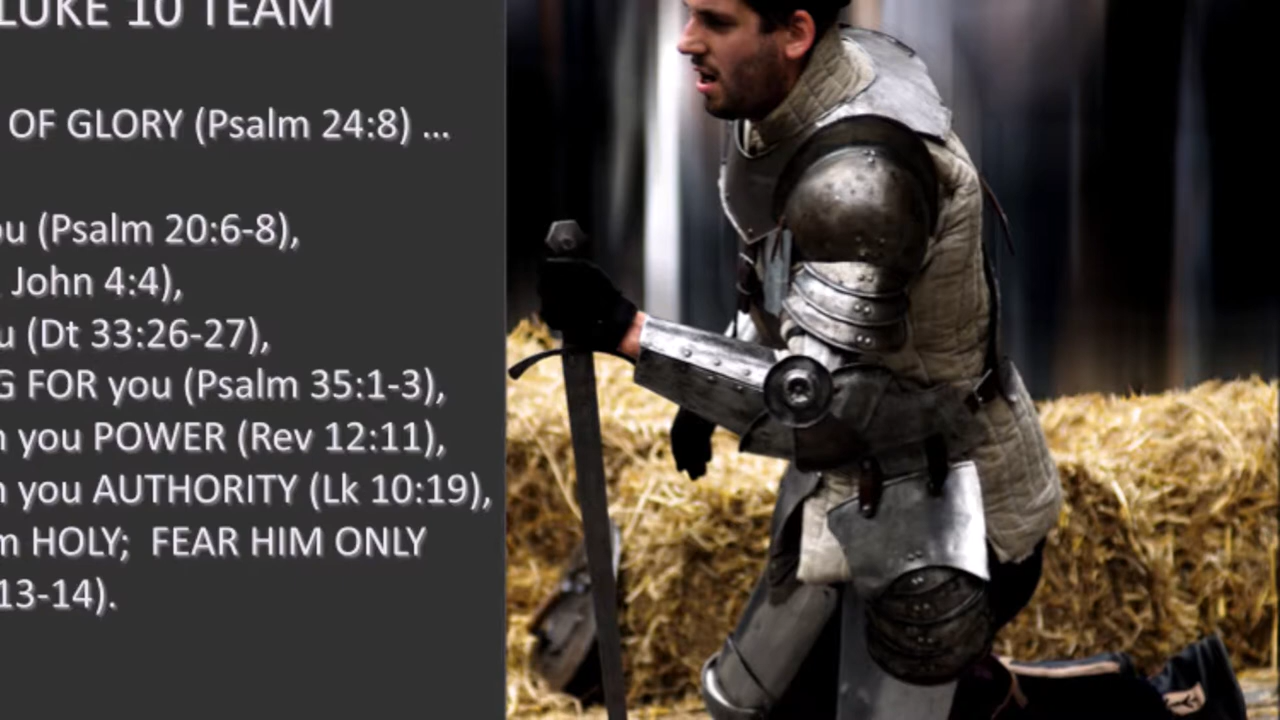 LUKE 10 TEAM
OF GLORY (Psalm 24:8) ...
ou (Psalm 20:6-8),
John 4:4),
u (Dt 33:26-27),
G FOR you (Psalm 35:1-3),
n you POWER (Rev 12:11),
n you AUTHORITY (Lk 10:19),
m HOLY;  FEAR HIM ONLY
13-14).